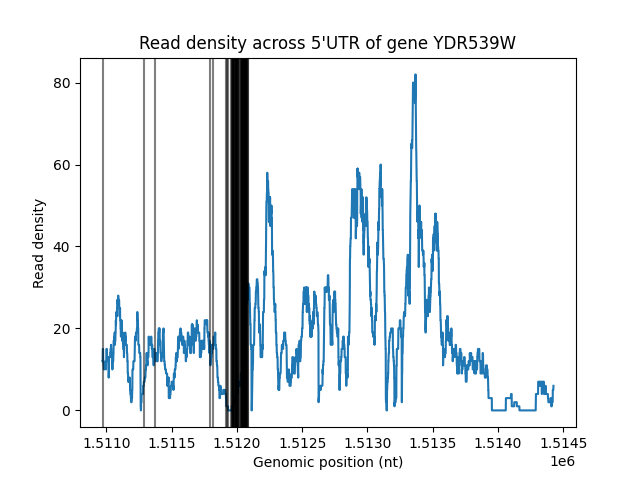 Read density across 5'UTR of gene YDR539W
Read density
80
60
40
20
0
1.5110 1.5115 1.5120 1.5125 1.5130 1.5135 1.5140 1.5145
1e6
Genomic position (nt)